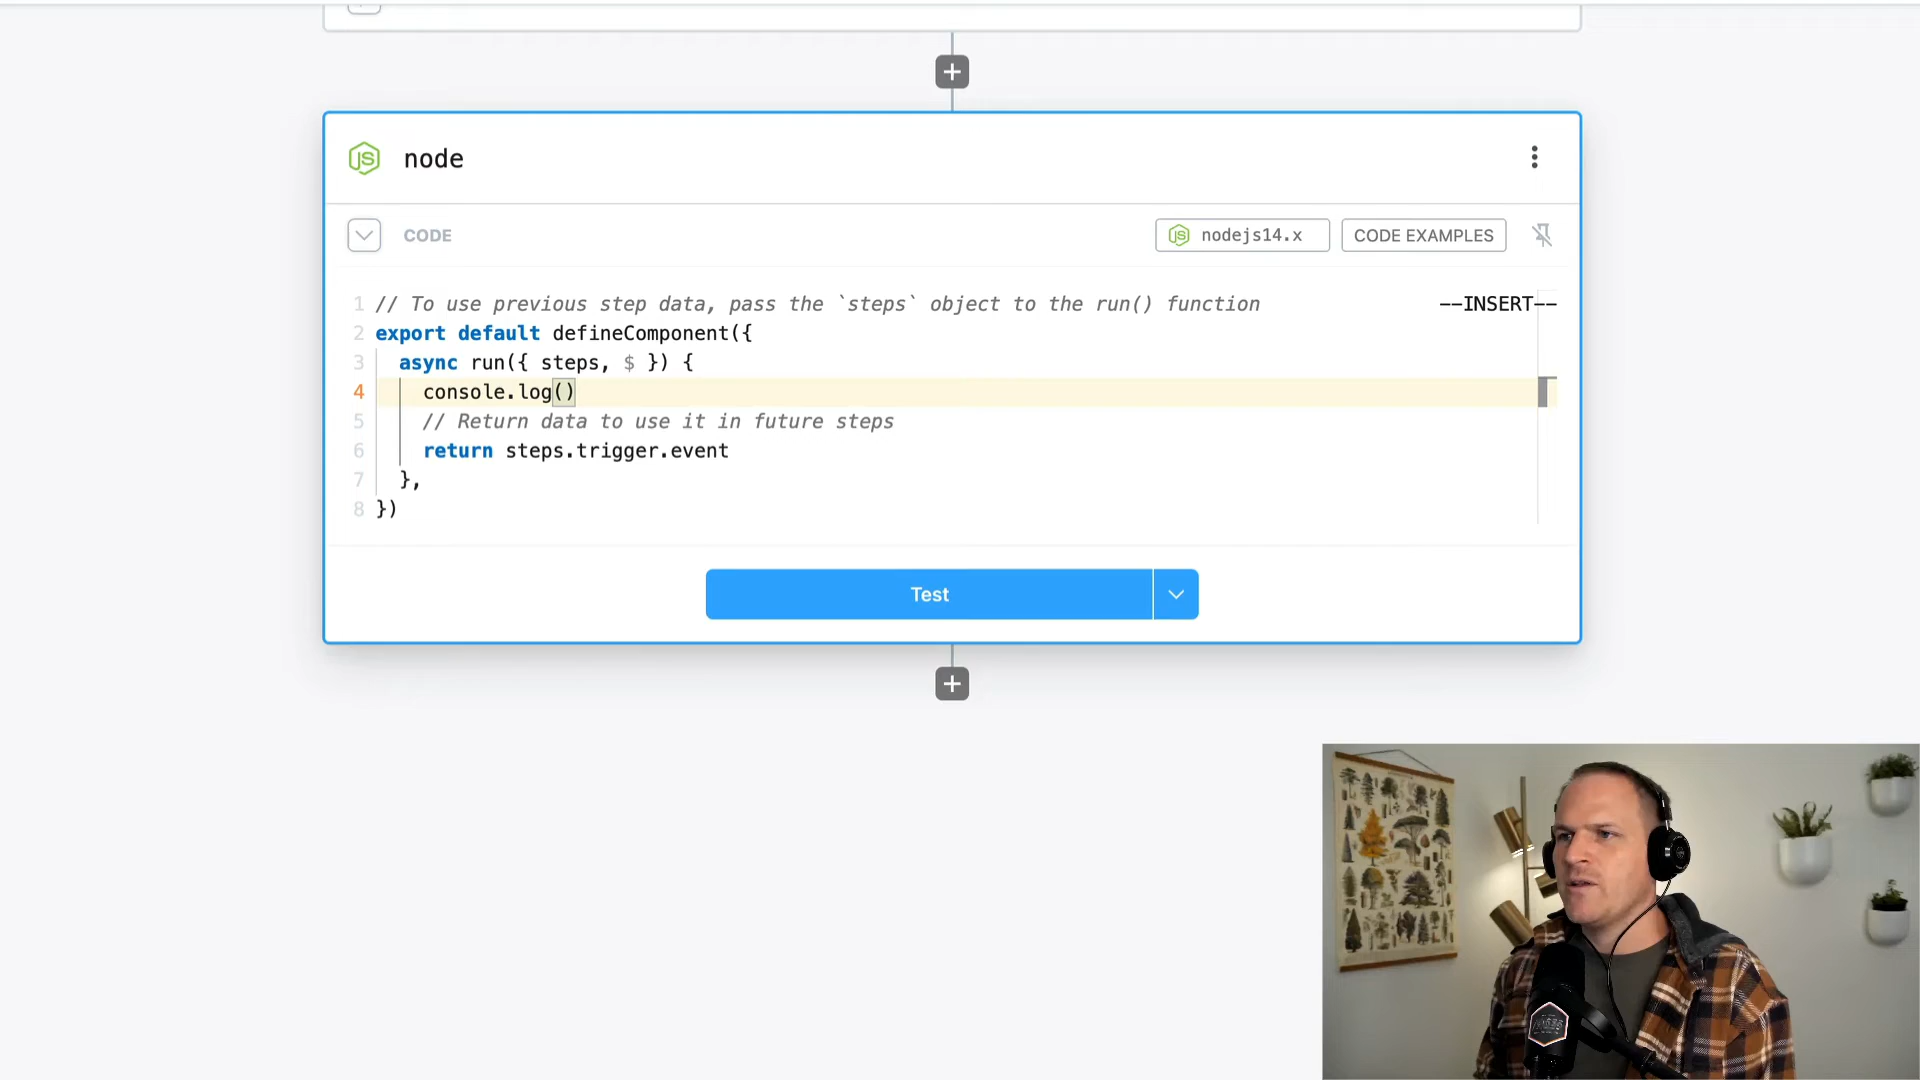 node
CODE
nodejs14.x
CODE EXAMPLES
1 // To use previous step data, pass the `steps` object to the run() function
--INSERT--
2 export default defineComponent({
3 async run({ steps, $ }) {
4 console.log()
5 // Return data to use it in future steps
6 return steps.trigger.event
7 },
8 })
Test